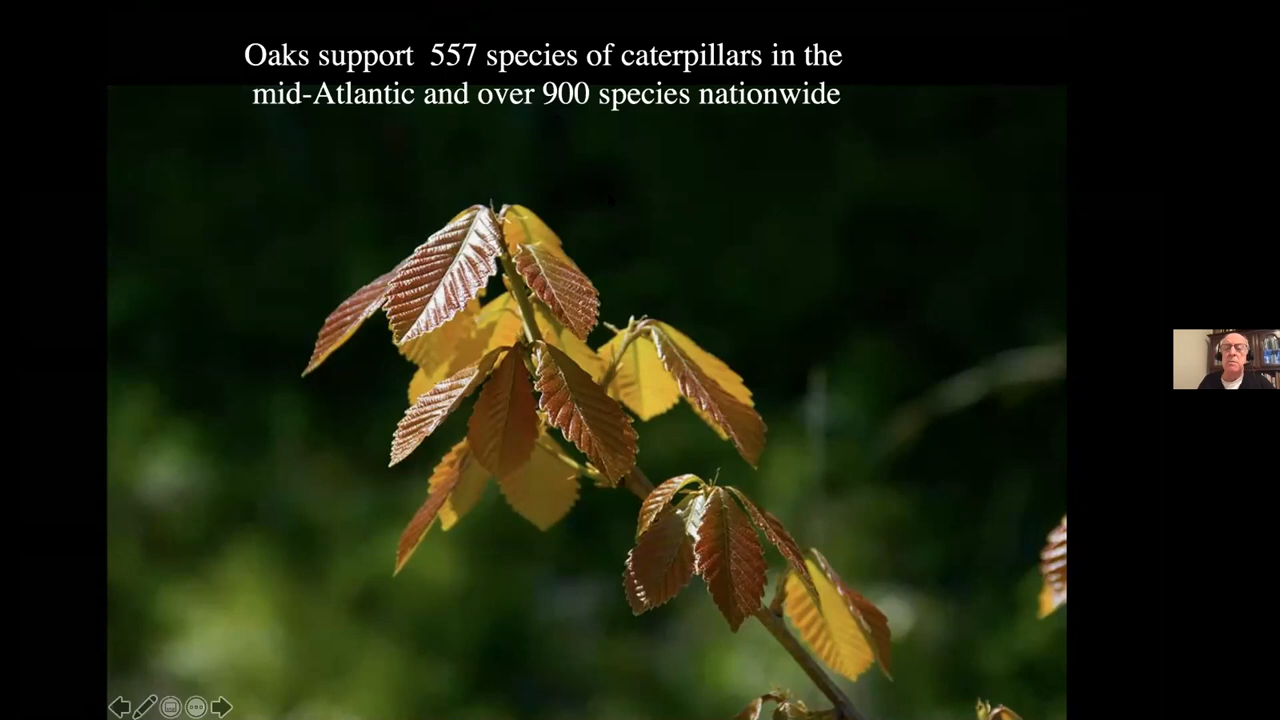 Oaks support  557 species of caterpillars in the
mid-Atlantic and over 900 species nationwide